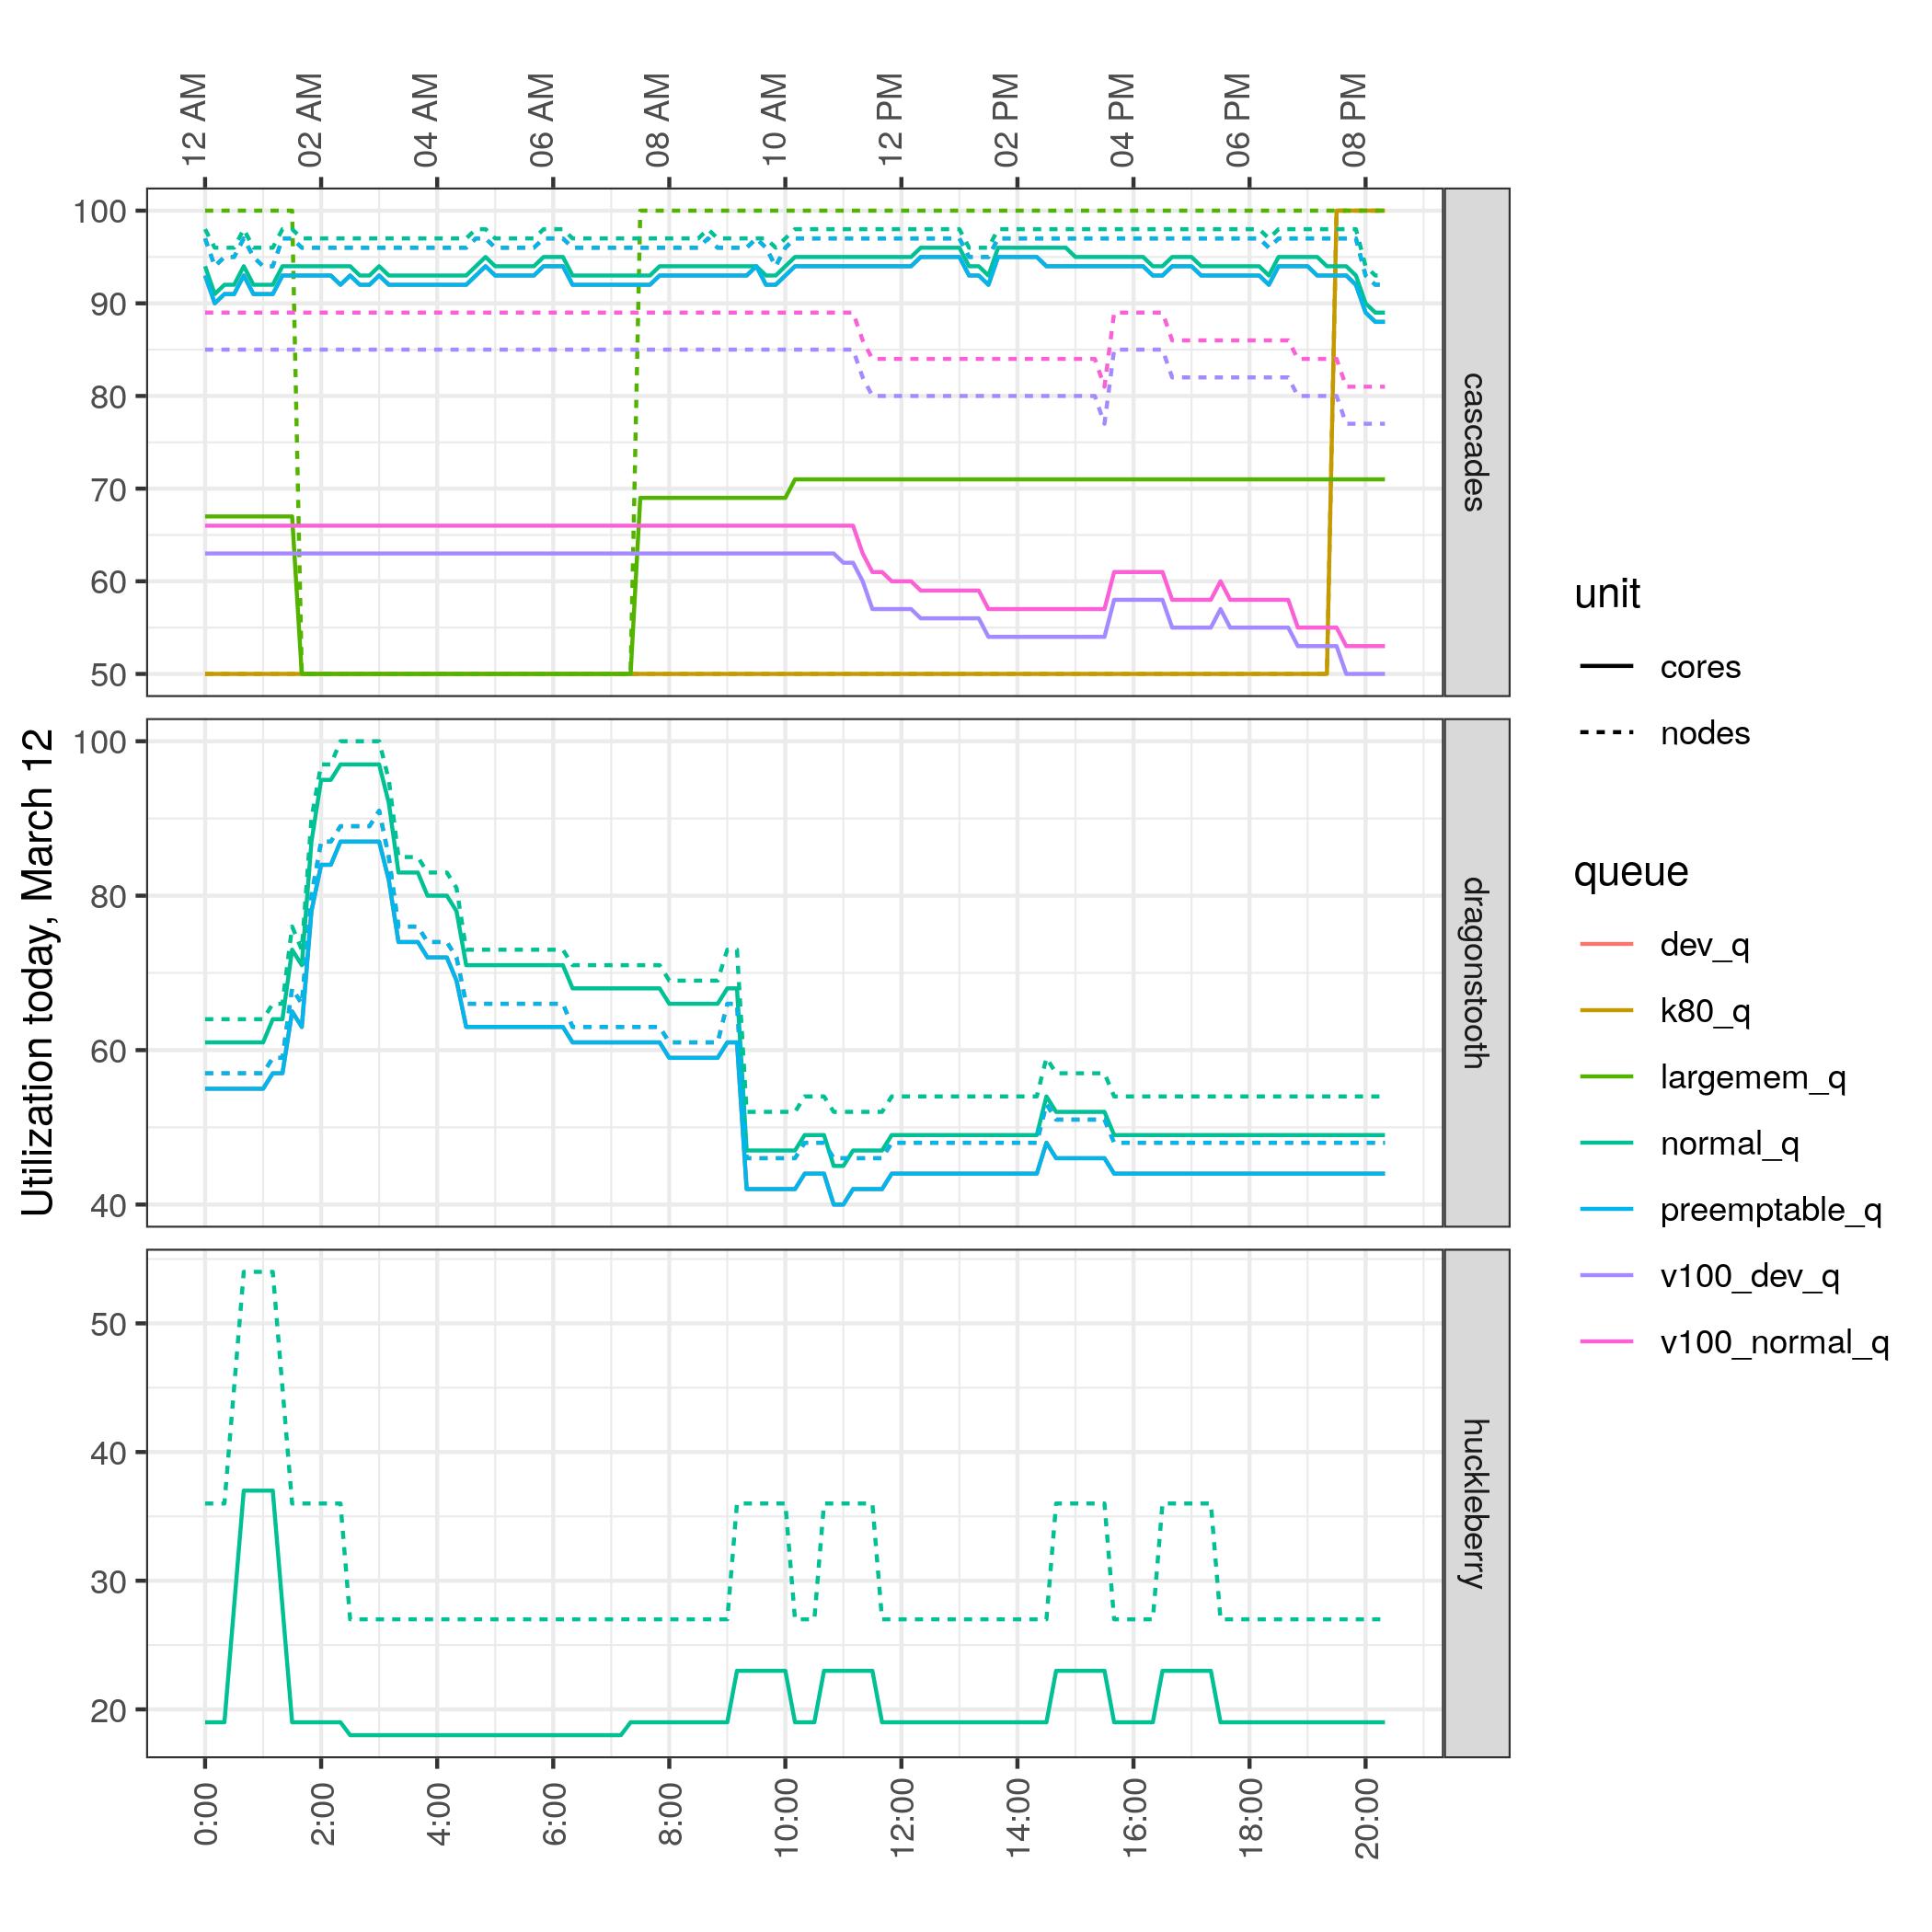 12 AM
02 AM
04 AM
06 AM
08 AM
10 AM
12 PM
02 PM
04 PM
06 PM
08 PM
Utilization today, March 12
100
90
80
70
60
50
cascades
100
80
60
40
dragonstooth
50
40
30
20
huckleberry
0:00
2:00
4:00
6:00
8:00
10:00
12:00
14:00
16:00
18:00
20:00
unit
cores
nodes
queue
dev_q
k80_q
largemem_q
normal_q
preemptable_q
v100_dev_q
v100_normal_q